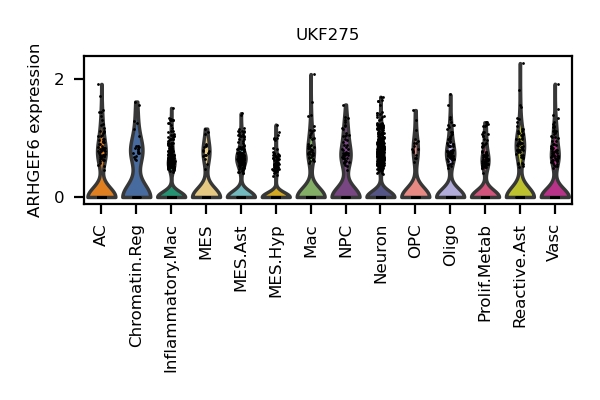 UKF275
ARHGEF6 expression
2
0
AC
Chromatin.Reg
Inflammatory.Mac
MES
MES.Ast
MES.Hyp
Mac
NPC
Neuron
OPC
Oligo
Prolif.Metab
Reactive.Ast
Vasc